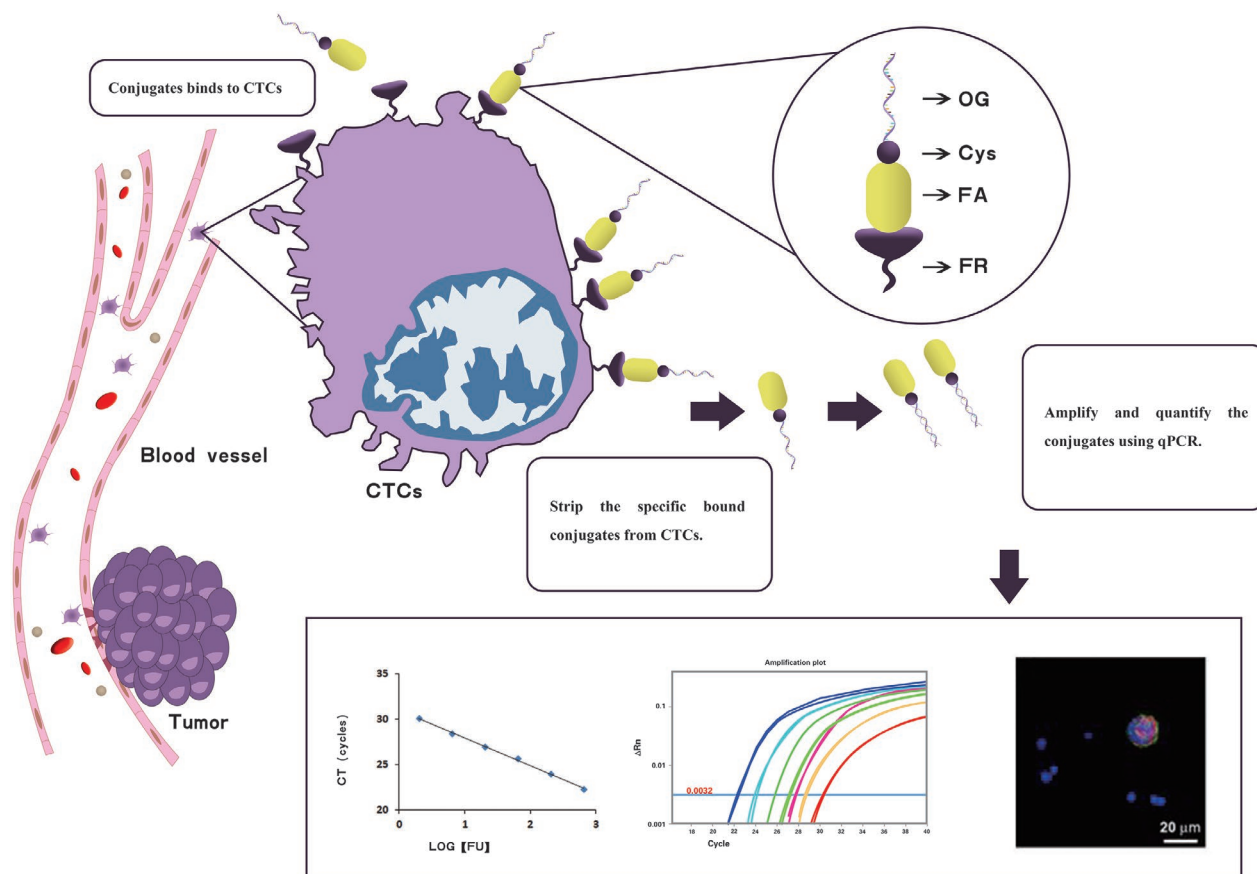 Conjugates binds to CTCs
OG
Cys
FA
FR
Blood vessel
CTCs
Tumor
Strip the specific bound
conjugates from CTCs.
Amplify and quantify the
conjugates using qPCR.
CT (cycles)
35
30
25
20
0
1
2
3
LOG【FU】
Amplification plot
ΔRn
0.1
0.01
0.001
0.0032
18
20
22
24
26
28
30
32
34
36
38
40
Cycle
20 μm